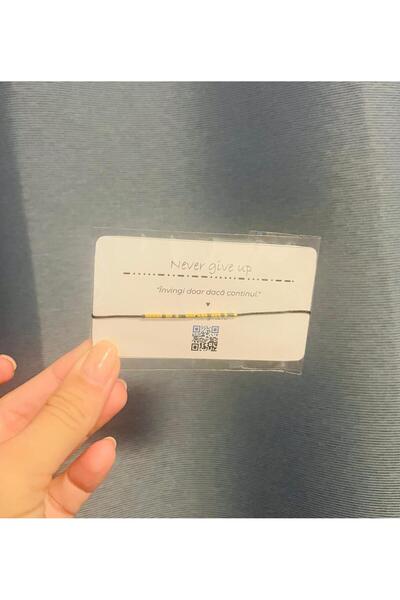 Never give up
"Învingi doar dacă continui."